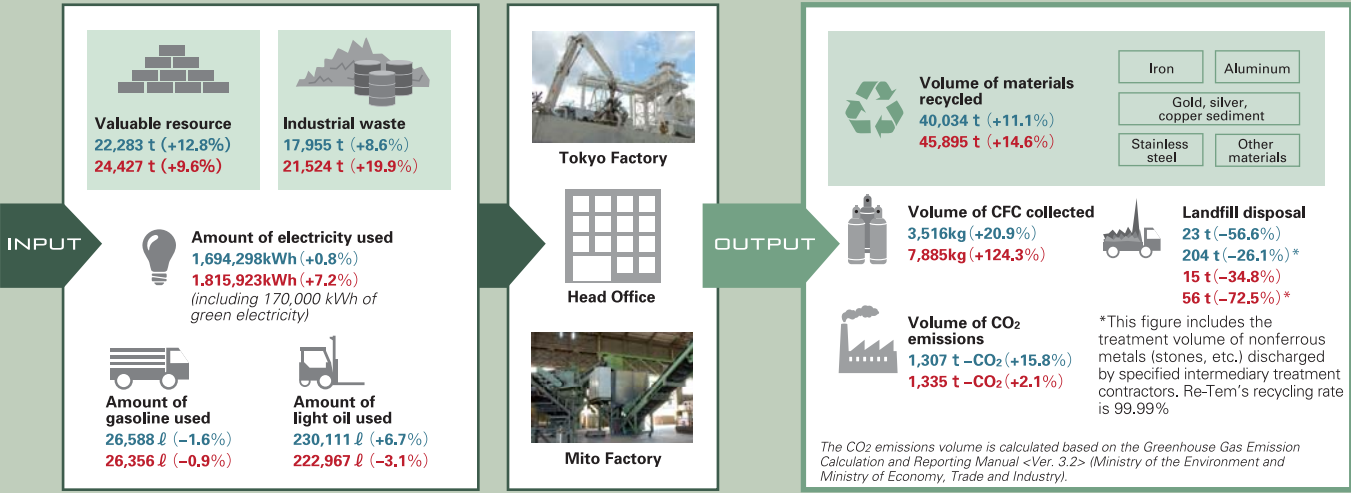 INPUT
Valuable resource
22,283 t (+12.8%)
24,427 t (+9.6%)
Industrial waste
17,955 t (+8.6%)
21,524 t (+19.9%)
Amount of electricity used
1,694,298kWh (+0.8%)
1.815,923kWh (+7.2%)
(including 170,000 kWh of
green electricity)
Amount of
gasoline used
26,588 ℓ (−1.6%)
26,356 ℓ (−0.9%)
Amount of
light oil used
230,111 ℓ (+6.7%)
222,967 ℓ (−3.1%)
Tokyo Factory
Head Office
Mito Factory
OUTPUT
Volume of materials
recycled
40,034 t (+11.1%)
45,895 t (+14.6%)
Iron
Aluminum
Gold, silver,
copper sediment
Stainless
steel
Other
materials
Volume of CFC collected
3,516kg (+20.9%)
7,885kg (+124.3%)
Landfill disposal
23 t (−56.6%)
204 t (−26.1%) *
15 t (−34.8%)
56 t (−72.5%) *
Volume of CO2
emissions
1,307 t –CO2 (+15.8%)
1,335 t –CO2 (+2.1%)
*This figure includes the
treatment volume of nonferrous
metals (stones, etc.) discharged
by specified intermediary treatment
contractors. Re-Tem's recycling rate
is 99.99%
The CO2 emissions volume is calculated based on the Greenhouse Gas Emission
Calculation and Reporting Manual <Ver. 3.2> (Ministry of the Environment and
Ministry of Economy, Trade and Industry).